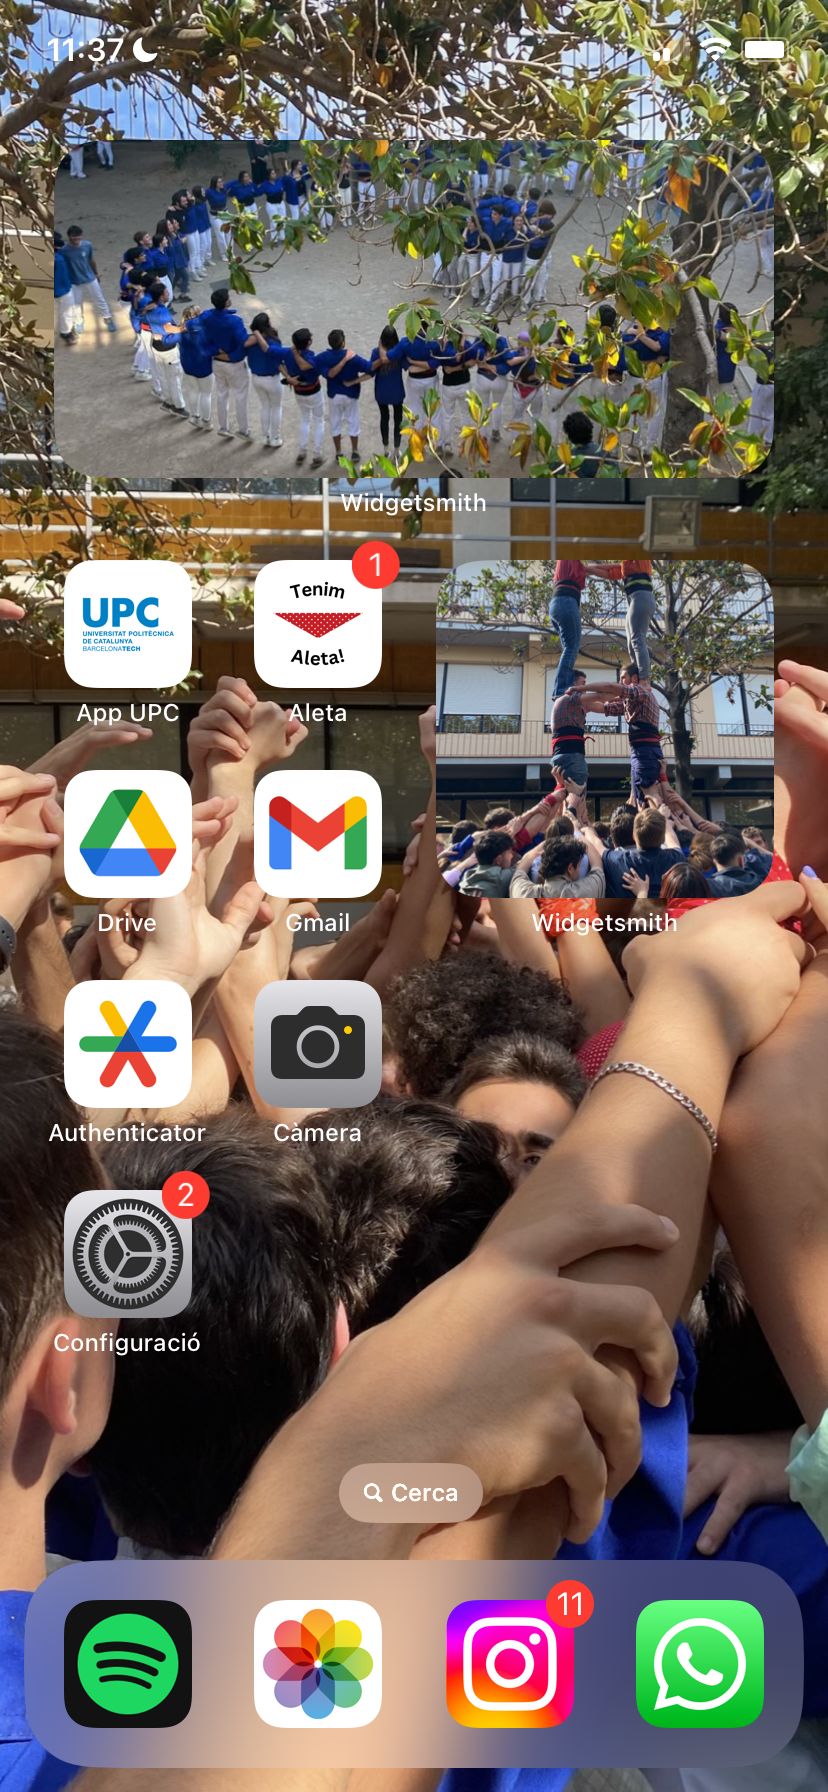 11:37
Widgetsmith
UPC
UNIVERSITAT POLITÈCNICA
DE CATALUNYA
BARCELONATECH
App UPC
1
Tenim
Aleta!
Aleta
Widgetsmith
Drive
Gmail
Authenticator
Càmera
2
Configuració
Cerca
11